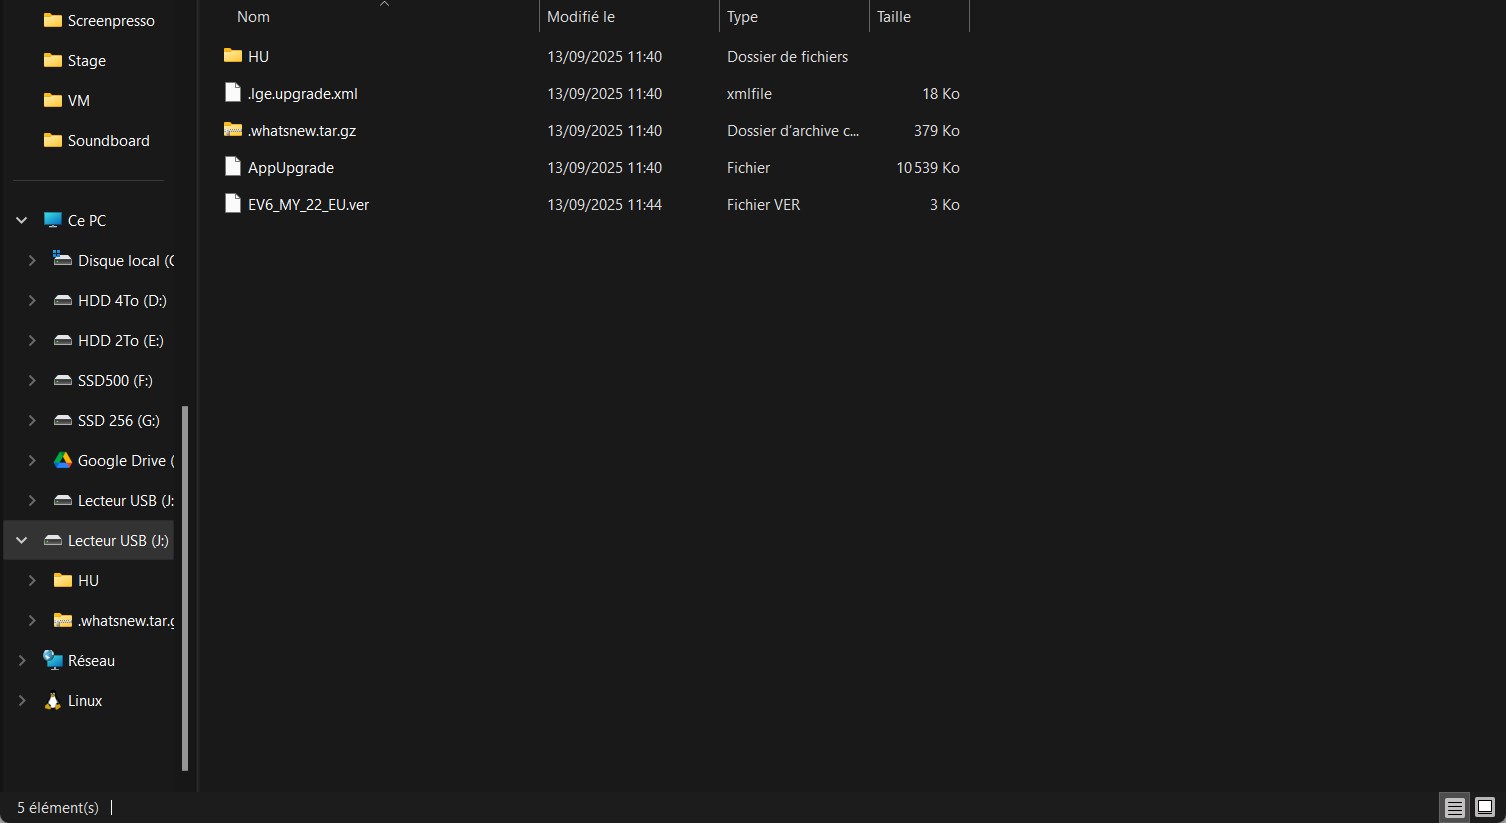 Screenpresso
Stage
VM
Soundboard
Ce PC
Disque local (C
HDD 4To (D:)
HDD 2To (E:)
SSD500 (F:)
SSD 256 (G:)
Google Drive (
Lecteur USB (J:
Lecteur USB (J:)
HU
.whatsnew.tar.g
Réseau
Linux
Nom Modifié le Type Taille
HU 13/09/2025 11:40 Dossier de fichiers
.lge.upgrade.xml 13/09/2025 11:40 xmlfile 18 Ko
.whatsnew.tar.gz 13/09/2025 11:40 Dossier d’archive c... 379 Ko
AppUpgrade 13/09/2025 11:40 Fichier 10 539 Ko
EV6_MY_22_EU.ver 13/09/2025 11:44 Fichier VER 3 Ko
5 élément(s)